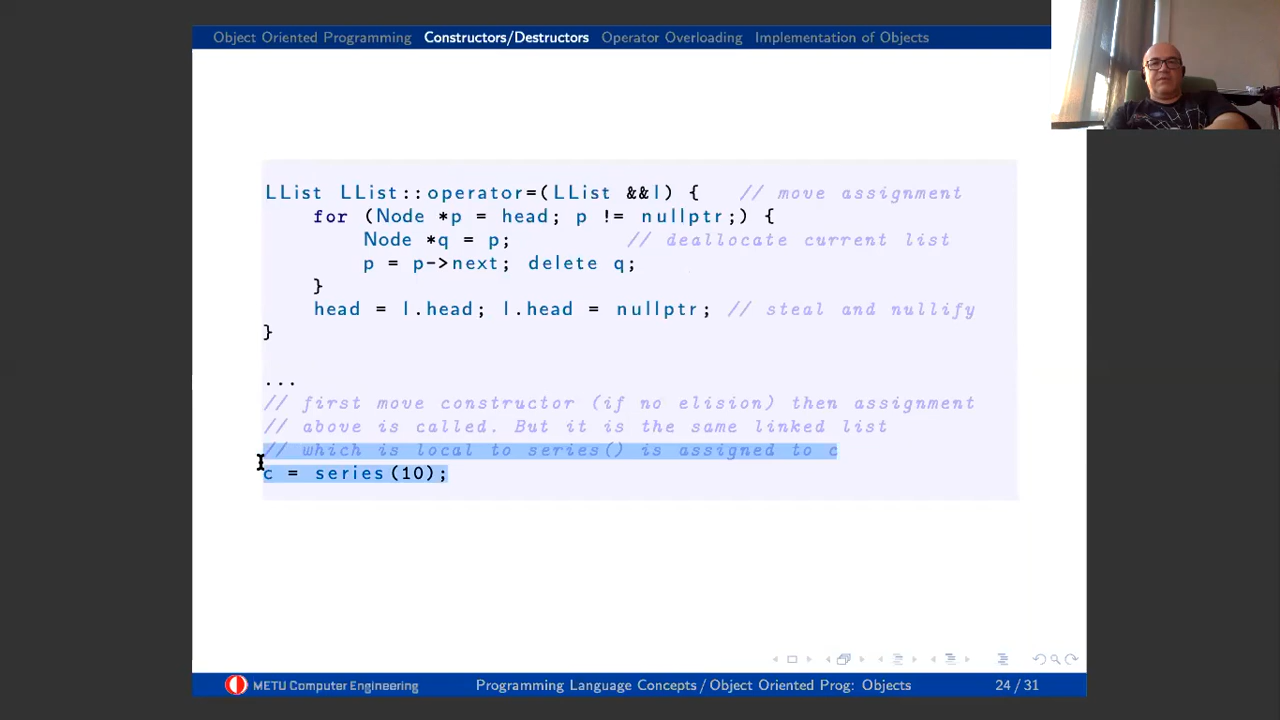 Object Oriented Programming Constructors/Destructors Operator Overloading Implementation of Objects
LList LList::operator=(LList &&l) { // move assignment
for (Node *p = head; p != nullptr;) {
Node *q = p; // deallocate current list
p = p->next; delete q;
}
head = l.head; l.head = nullptr; // steal and nullify
}
...
// first move constructor (if no elision) then assignment
// above is called. But it is the same linked list
// which is local to series() is assigned to c
c = series(10);
METU Computer Engineering Programming Language Concepts / Object Oriented Prog: Objects 24 / 31